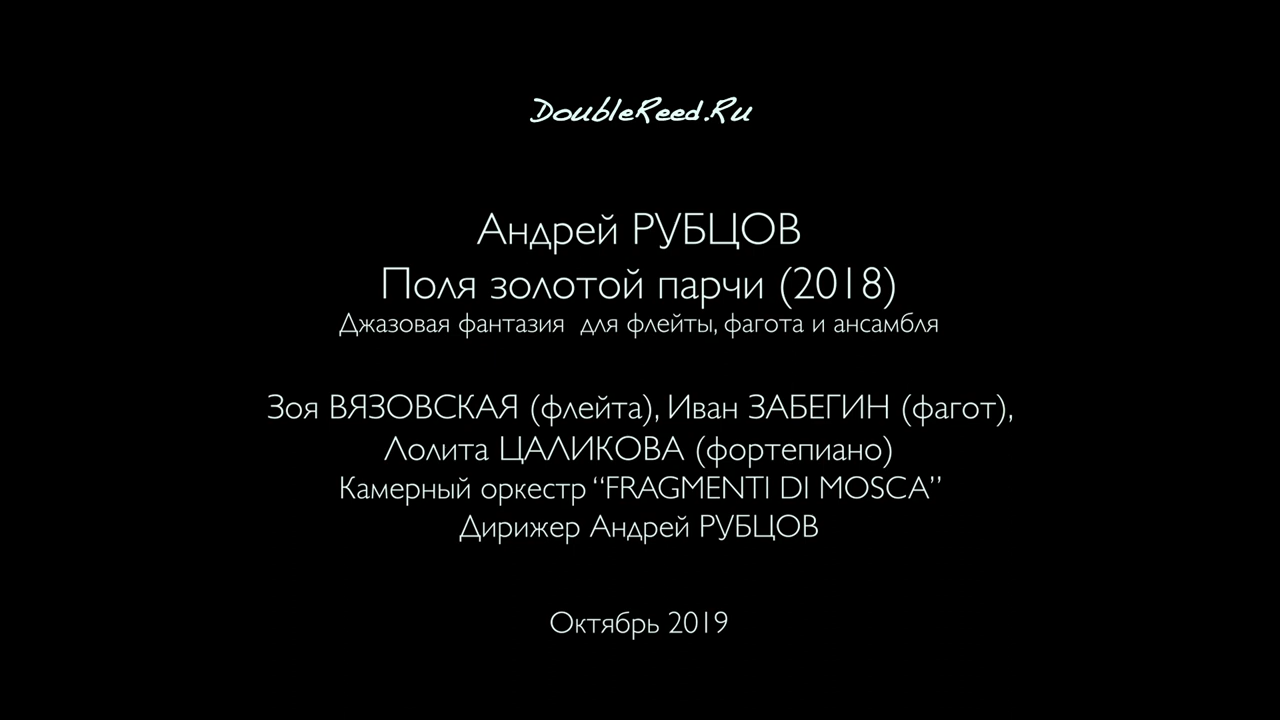 DoubleReed.Ru
Андрей РУБЦОВ
Поля золотой парчи (2018)
Джазовая фантазия для флейты, фагота и ансамбля
Зоя ВЯЗОВСКАЯ (флейта), Иван ЗАБЕГИН (фагот),
Лолита ЦАЛИКОВА (фортепиано)
Камерный оркестр “FRAGMENTI DI MOSCA”
Дирижер Андрей РУБЦОВ
Октябрь 2019